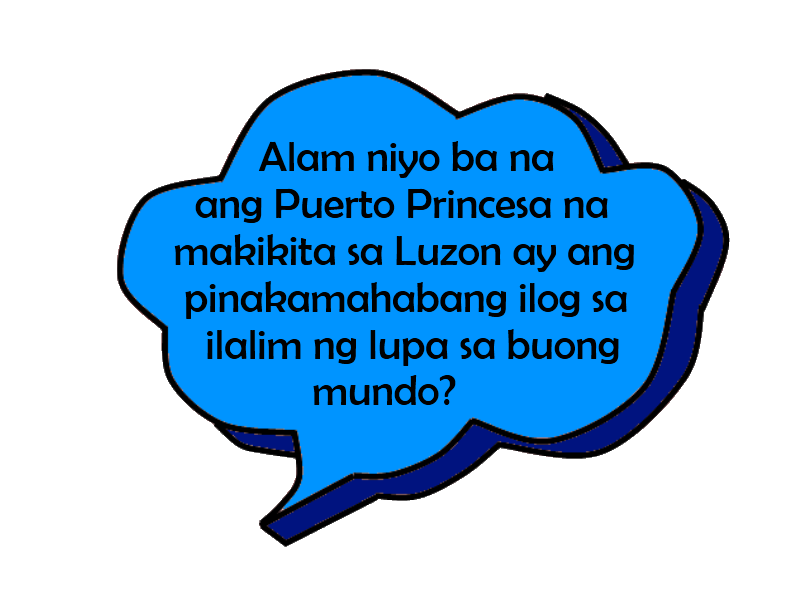 Alam niyo ba na
ang Puerto Princesa na
makikita sa Luzon ay ang
pinakamahabang ilog sa
ilalim ng lupa sa buong
mundo?